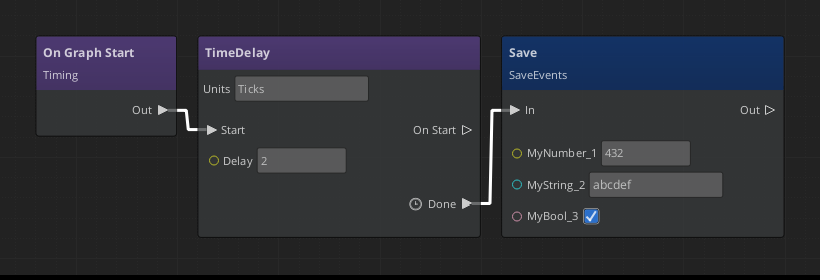 On Graph Start
Timing
Out
TimeDelay
Units Ticks
Start On Start
Delay 2
Done
Save
SaveEvents
In Out
MyNumber_1 432
MyString_2 abcdef
MyBool_3